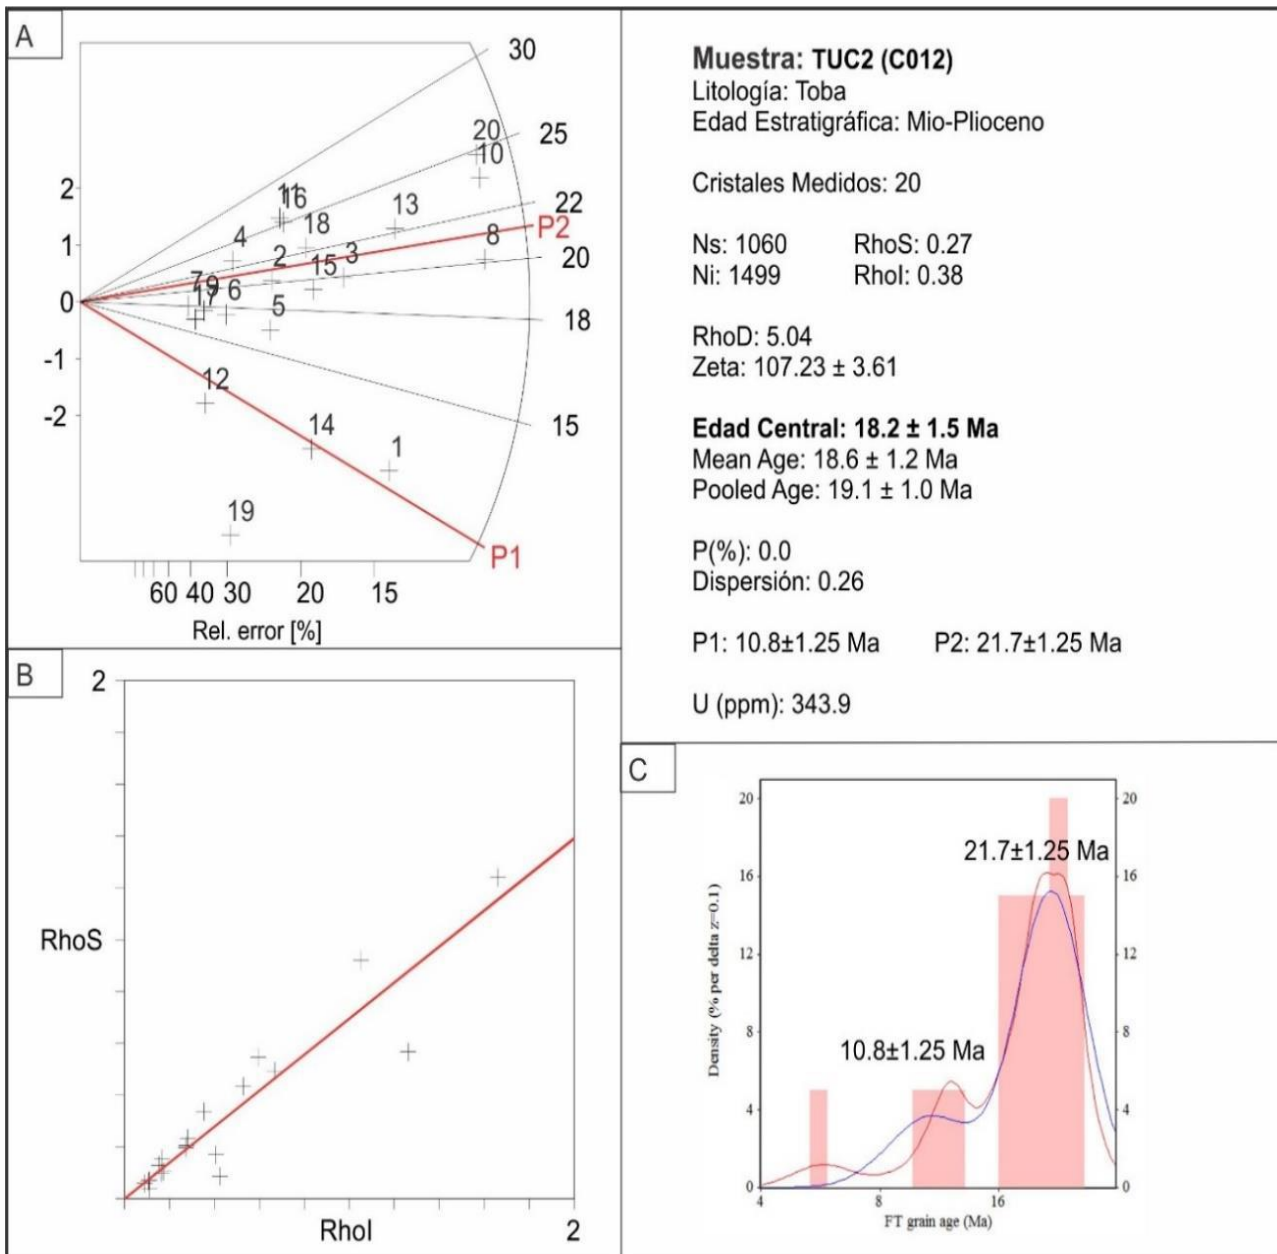 A
30
25
22
20
18
15
20
10
11
16
13
18
4
8
2
3
15
7
9
17
6
5
12
14
1
19
P2
P1
2
1
0
-1
-2
60 40 30 20 15
Rel. error [%]
Muestra: TUC2 (C012)
Litología: Toba
Edad Estratigráfica: Mio-Plioceno
Cristales Medidos: 20
Ns: 1060 RhoS: 0.27
Ni: 1499 RhoI: 0.38
RhoD: 5.04
Zeta: 107.23 ± 3.61
Edad Central: 18.2 ± 1.5 Ma
Mean Age: 18.6 ± 1.2 Ma
Pooled Age: 19.1 ± 1.0 Ma
P(%): 0.0
Dispersión: 0.26
P1: 10.8±1.25 Ma P2: 21.7±1.25 Ma
U (ppm): 343.9
B
2
RhoS
RhoI
2
C
20
16
12
8
4
0
Density (% per delta z=0.1)
21.7±1.25 Ma
10.8±1.25 Ma
20
16
12
8
4
0
4 8 16
FT grain age (Ma)